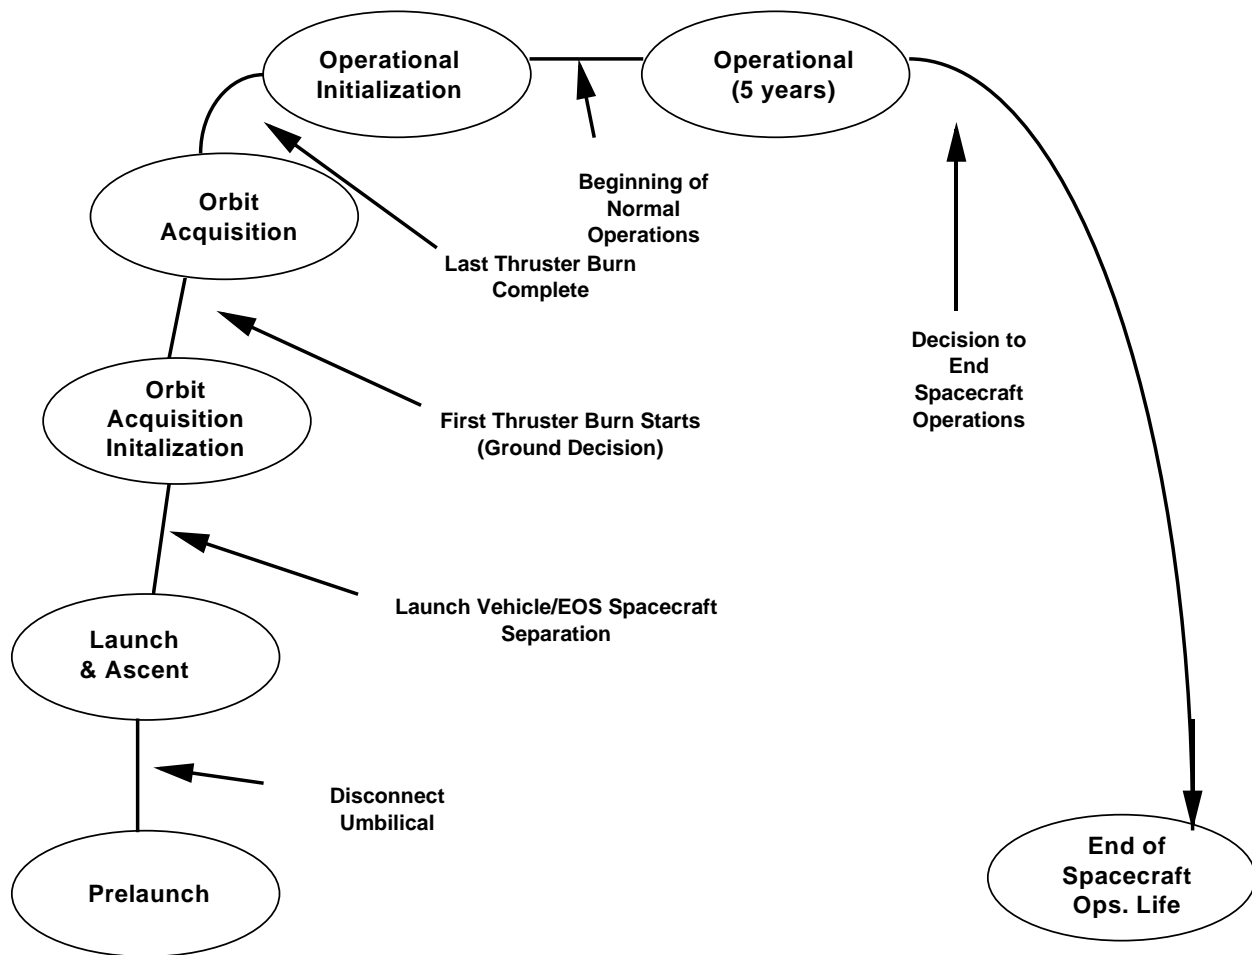 Operational
Initialization
Operational
(5 years)
Beginning of
Normal
Operations
Orbit
Acquisition
Last Thruster Burn
Complete
Decision to
End
Spacecraft
Operations
Orbit
Acquisition
Initalization
First Thruster Burn Starts
(Ground Decision)
Launch Vehicle/EOS Spacecraft
Separation
Launch
& Ascent
Disconnect
Umbilical
Prelaunch
End of
Spacecraft
Ops. Life